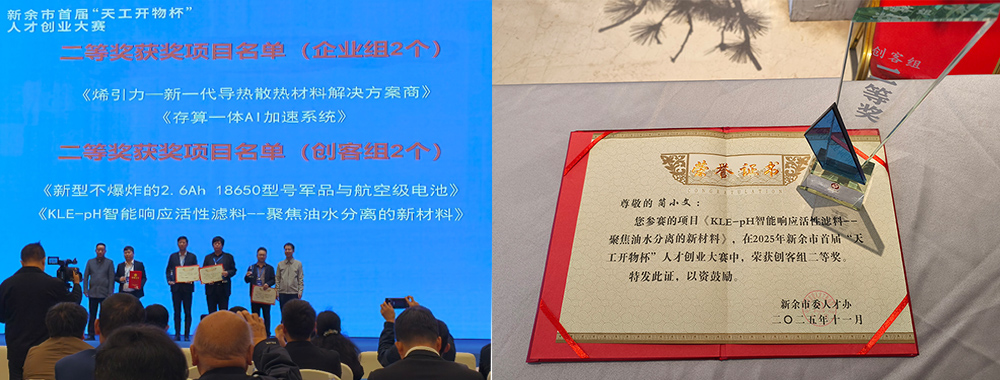 新余市首届“天工开物杯”
人才创业大赛
二等奖获奖项目名单（企业组2个）
《烯引力—新一代导热散热材料解决方案商》
《存算一体AI加速系统》
二等奖获奖项目名单（创客组2个）
《新型不爆炸的2.6Ah 18650型号军品与航空级电池》
《KLE-pH智能响应活性滤料--聚焦油水分离的新材料》
创客组
二等奖
荣誉证书
尊敬的 简小文：
您参赛的项目《KLE-pH智能响应活性滤料--
聚焦油水分离的新材料》，在2025年新余市首届“天
工开物杯”人才创业大赛中，荣获创客组二等奖。
特发此证，以资鼓励。
新余市委人才办
二〇二五年十一月